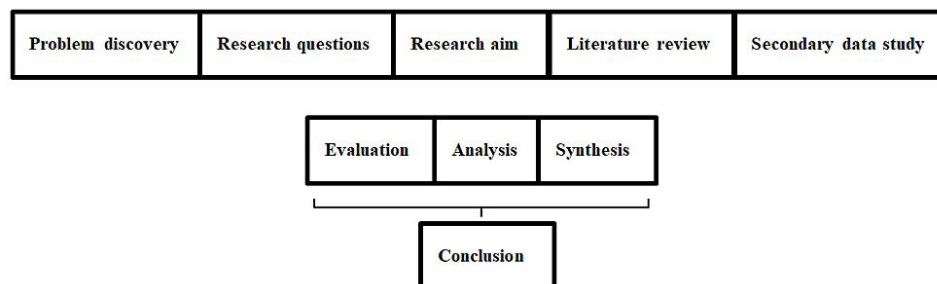 Problem discovery Research questions Research aim Literature review Secondary data study
Evaluation Analysis Synthesis
Conclusion